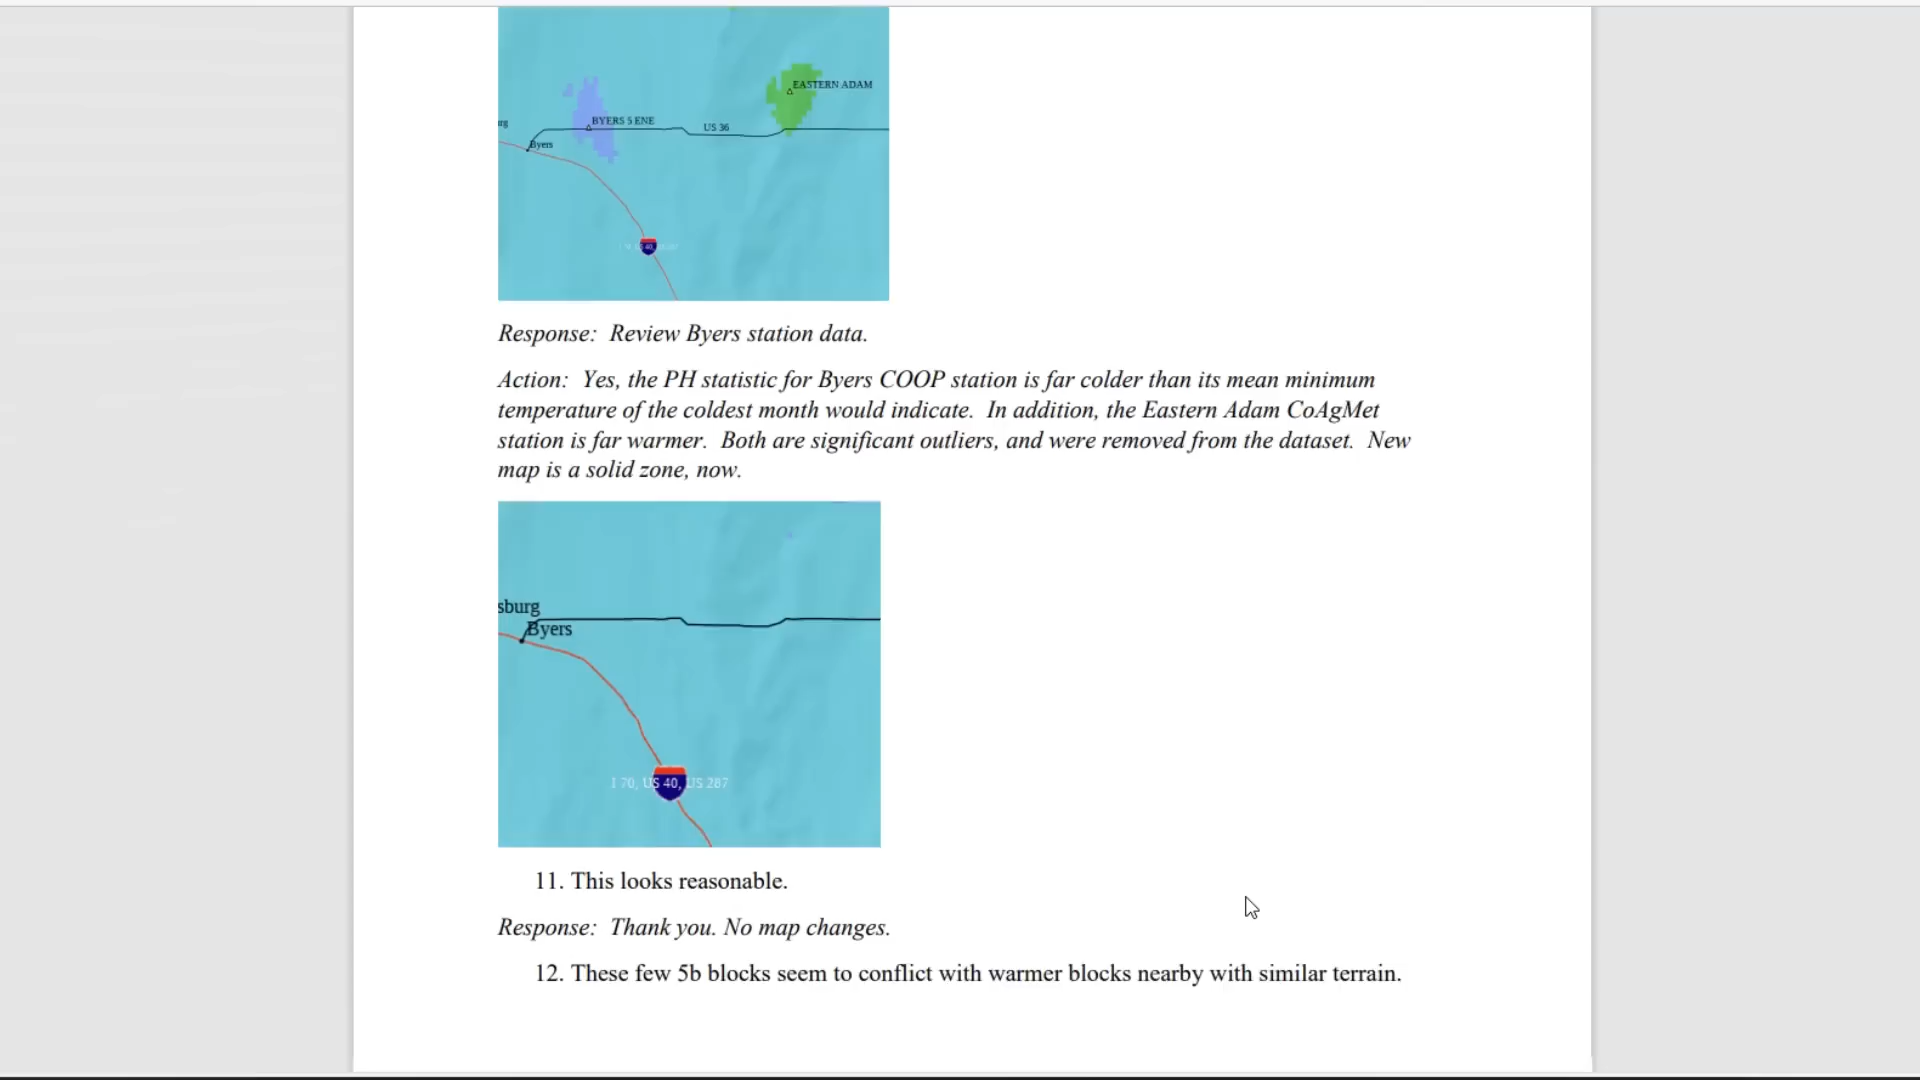 EASTERN ADAM
BYERS 5 ENE
US 36
rg
Byers
Response:  Review Byers station data.
Action:  Yes, the PH statistic for Byers COOP station is far colder than its mean minimum
temperature of the coldest month would indicate.  In addition, the Eastern Adam CoAgMet
station is far warmer.  Both are significant outliers, and were removed from the dataset.  New
map is a solid zone, now.
sburg
Byers
I 70, US 40, US 287
11. This looks reasonable.
Response:  Thank you. No map changes.
12. These few 5b blocks seem to conflict with warmer blocks nearby with similar terrain.